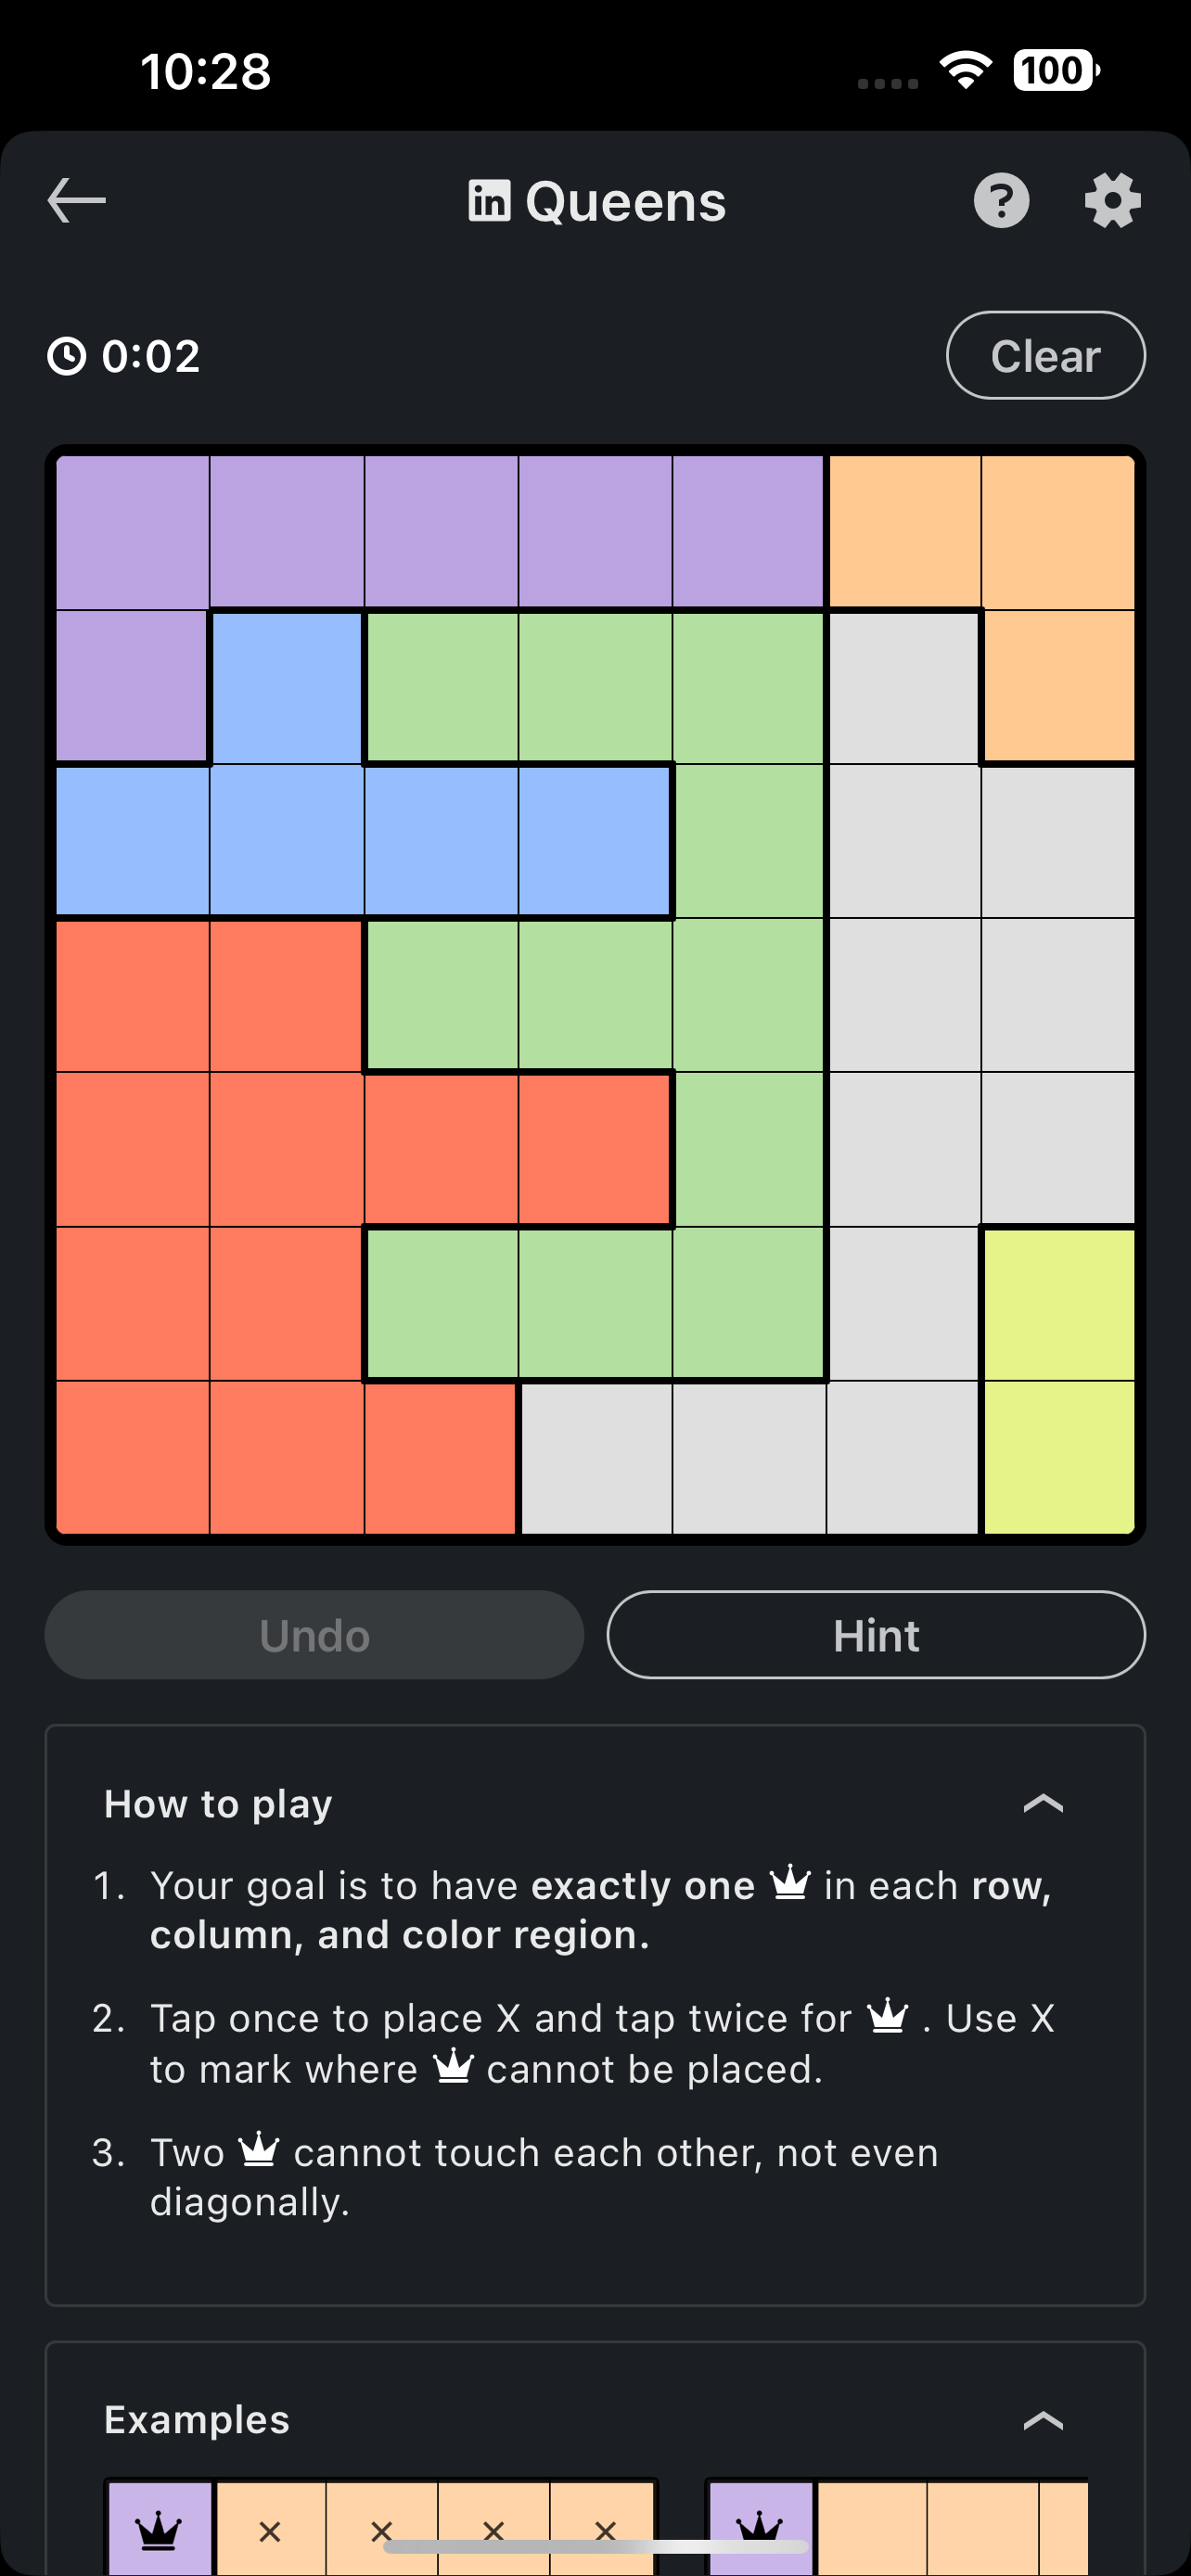 10:28
100
in Queens
?
0:02
Clear
Undo
Hint
How to play
1. Your goal is to have exactly one in each row,
column, and color region.
2. Tap once to place X and tap twice for . Use X
to mark where cannot be placed.
3. Two cannot touch each other, not even
diagonally.
Examples
× × × ×